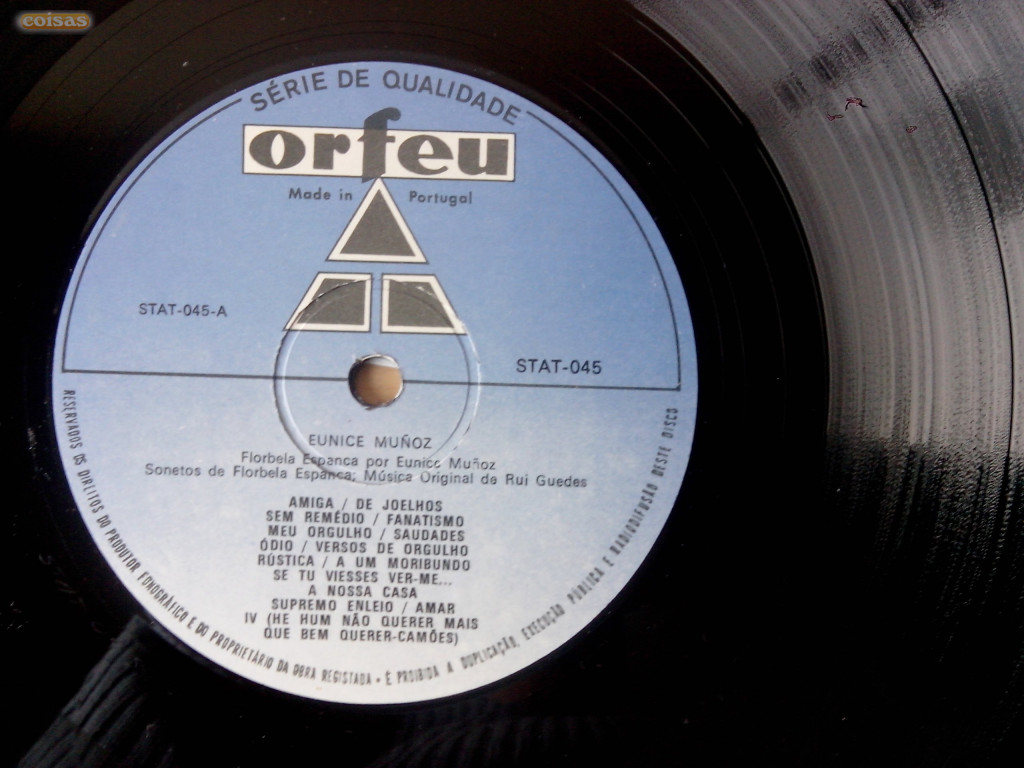 coisas
SÉRIE DE QUALIDADE
orfeu
Made in Portugal
STAT-045-A
STAT-045
EUNICE MUÑOZ
Florbela Espanca por Eunice Muñoz
Sonetos de Florbela Espanca; Música Original de Rui Guedes
AMIGA / DE JOELHOS
SEM REMÉDIO / FANATISMO
MEU ORGULHO / SAUDADES
ÓDIO / VERSOS DE ORGULHO
RÚSTICA / A UM MORIBUNDO
SE TU VIESSES VER-ME...
A NOSSA CASA
SUPREMO ENLEIO / AMAR
IV (HE HUM NÃO QUERER MAIS
QUE BEM QUERER-CAMÕES)
RESERVADOS OS DIREITOS DO PRODUTOR FONOGRÁFICO E DO PROPRIETÁRIO DA OBRA REGISTADA • É PROIBIDA A DUPLICAÇÃO, EXECUÇÃO PÚBLICA E RADIODIFUSÃO DESTE DISCO